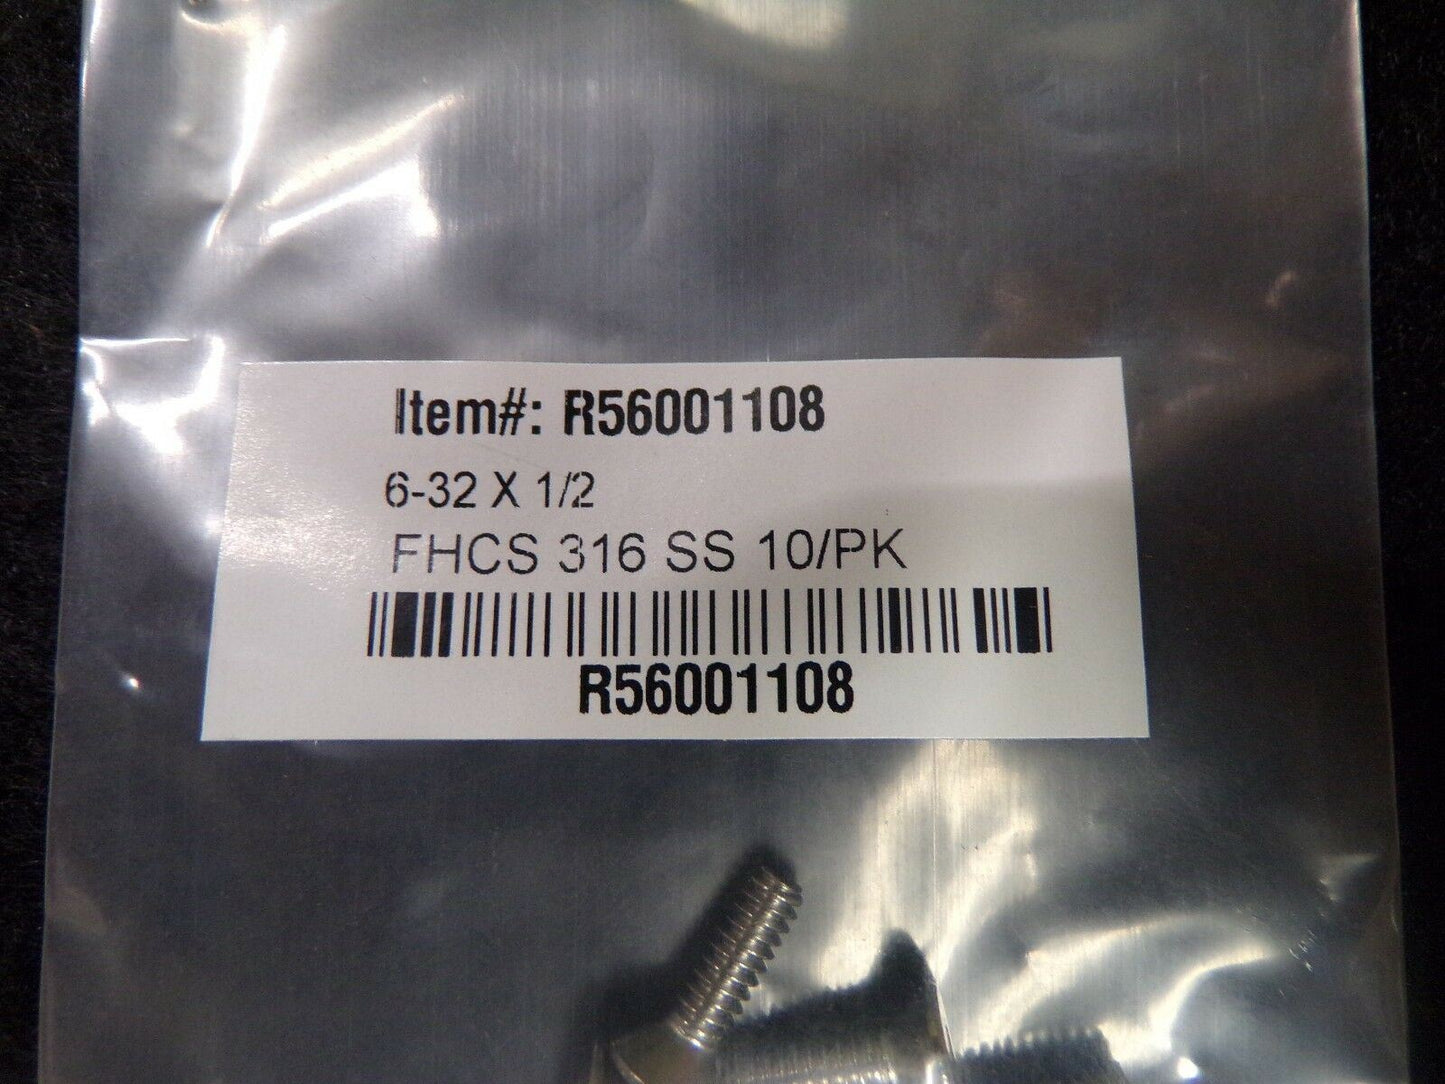 Item#: R56001108
6-32 X 1/2
FHCS 316 SS 10/PK
R56001108